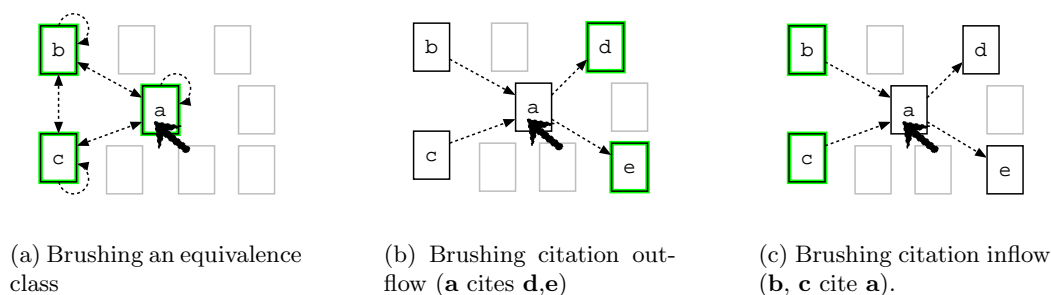 b
a
c
b
d
a
c
e
b
d
a
c
e
(a) Brushing an equivalence
class
(b) Brushing citation out-
flow (a cites d,e)
(c) Brushing citation inflow
(b, c cite a).